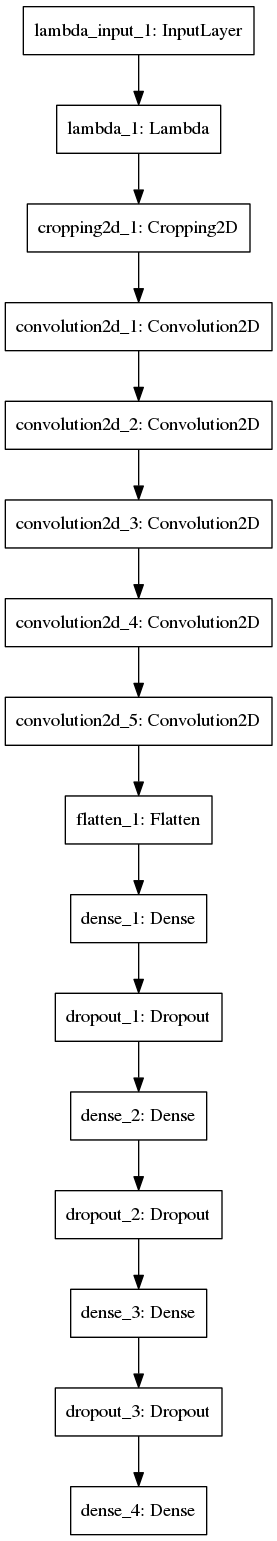 lambda_input_1: InputLayer
lambda_1: Lambda
cropping2d_1: Cropping2D
convolution2d_1: Convolution2D
convolution2d_2: Convolution2D
convolution2d_3: Convolution2D
convolution2d_4: Convolution2D
convolution2d_5: Convolution2D
flatten_1: Flatten
dense_1: Dense
dropout_1: Dropout
dense_2: Dense
dropout_2: Dropout
dense_3: Dense
dropout_3: Dropout
dense_4: Dense